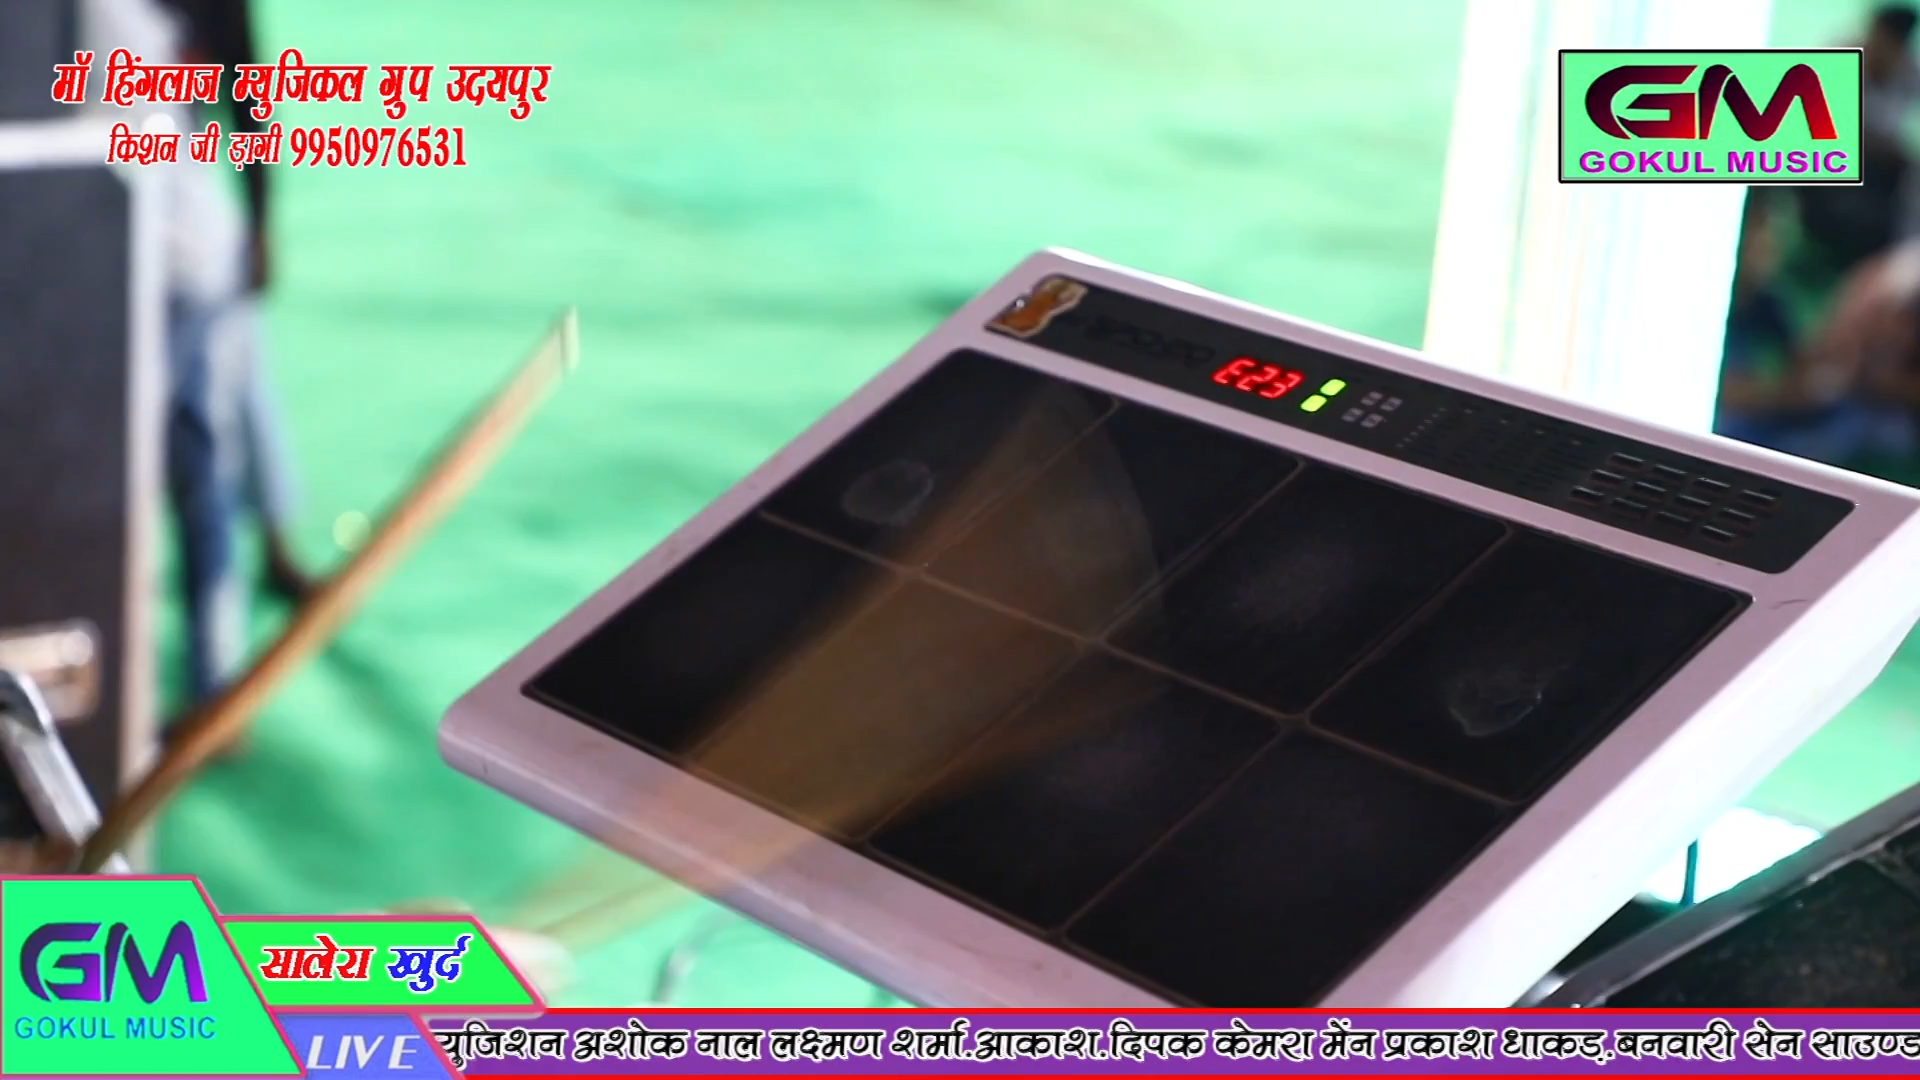 माँ हिंगलाज म्युजिकल ग्रुप उदयपुर
किशन जी ड़ागी 9950976531
GM
GOKUL MUSIC
E23
GM
GOKUL MUSIC
सालेरा खुर्द
LIVE
युजिशन अशोक नाल लक्ष्मण शर्मा.आकाश.दिपक केमरा मेंन प्रकाश धाकड़.बनवारी सेन साउण्ड